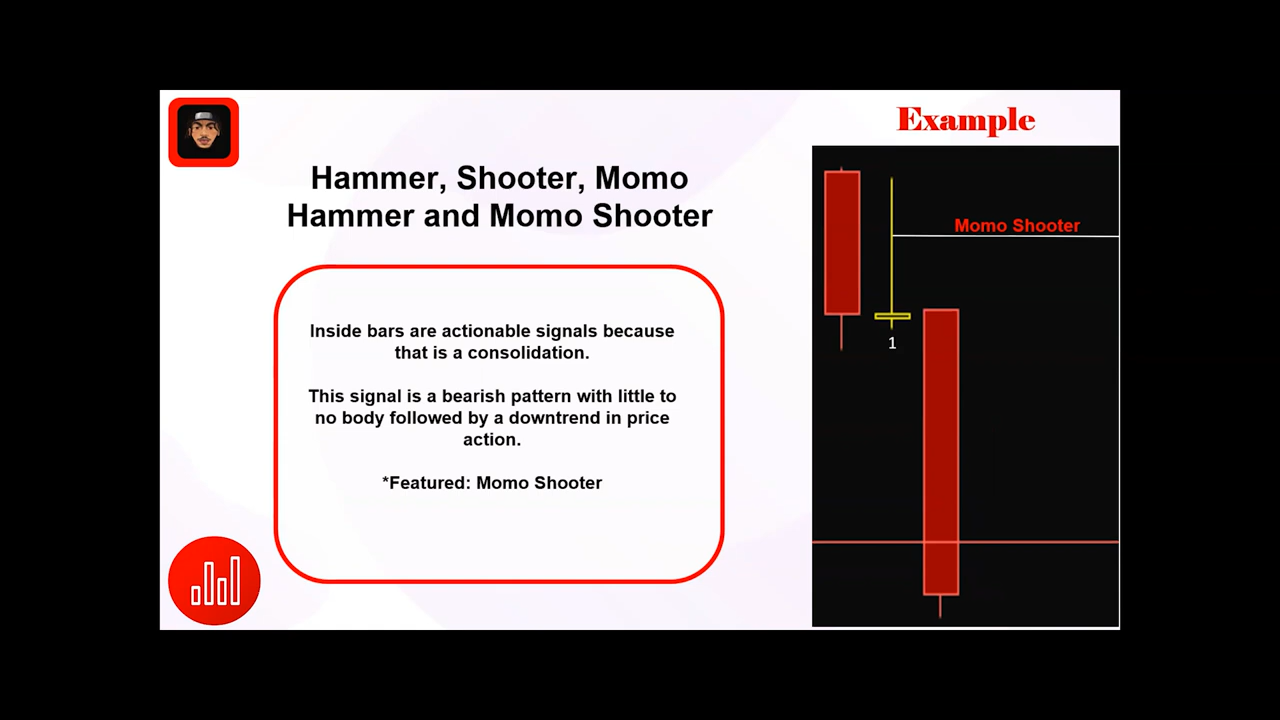 Hammer, Shooter, Momo
Hammer and Momo Shooter
Inside bars are actionable signals because
that is a consolidation.
This signal is a bearish pattern with little to
no body followed by a downtrend in price
action.
*Featured: Momo Shooter
Example
Momo Shooter
1